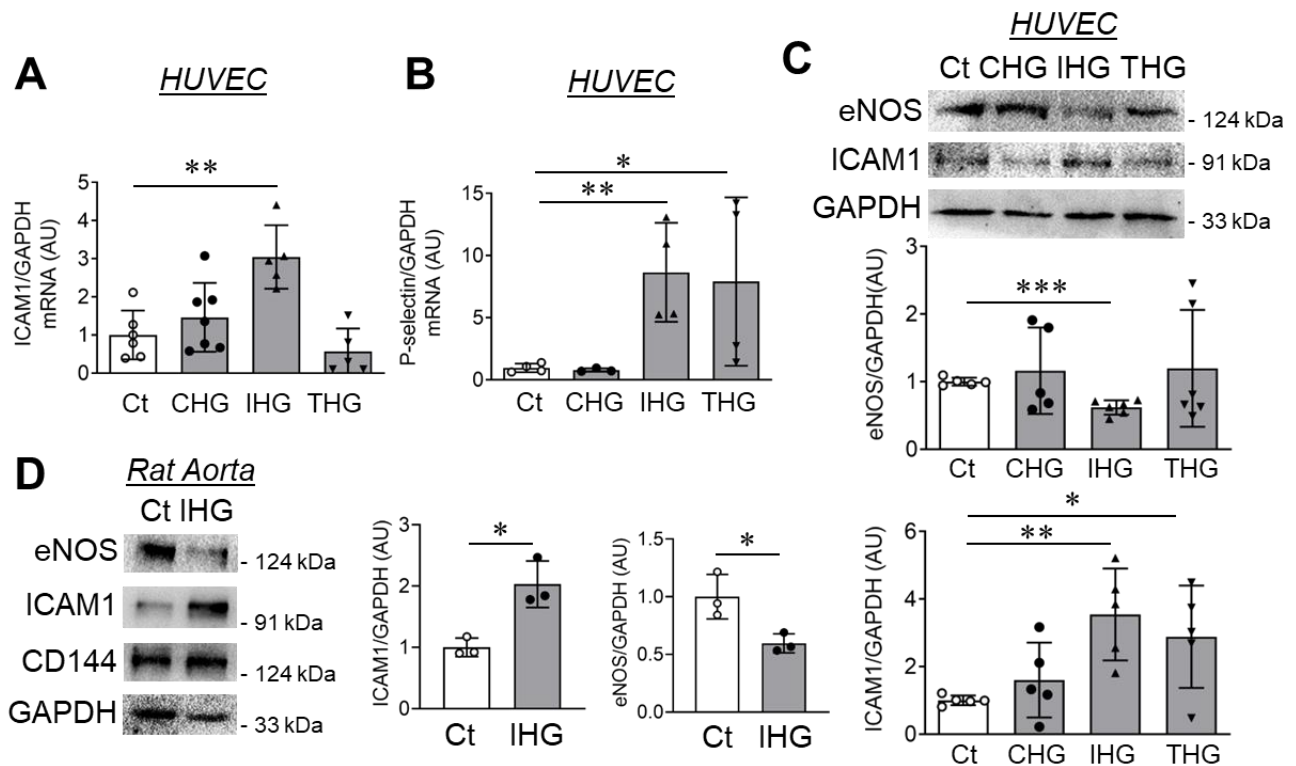 A
HUVEC
**
ICAM1/GAPDH
mRNA (AU)
5
4
3
2
1
0
Ct CHG IHG THG
B
HUVEC
*
**
P-selectin/GAPDH
mRNA (AU)
15
10
5
0
Ct CHG IHG THG
C
HUVEC
Ct CHG IHG THG
eNOS - 124 kDa
ICAM1 - 91 kDa
GAPDH - 33 kDa
***
eNOS/GAPDH(AU)
3
2
1
0
Ct CHG IHG THG
*
**
ICAM1/GAPDH (AU)
6
4
2
0
Ct CHG IHG THG
D
Rat Aorta
Ct IHG
eNOS - 124 kDa
ICAM1 - 91 kDa
CD144 - 124 kDa
GAPDH - 33 kDa
*
ICAM1/GAPDH (AU)
3
2
1
0
Ct IHG
*
eNOS/GAPDH (AU)
1.5
1.0
0.5
0.0
Ct IHG